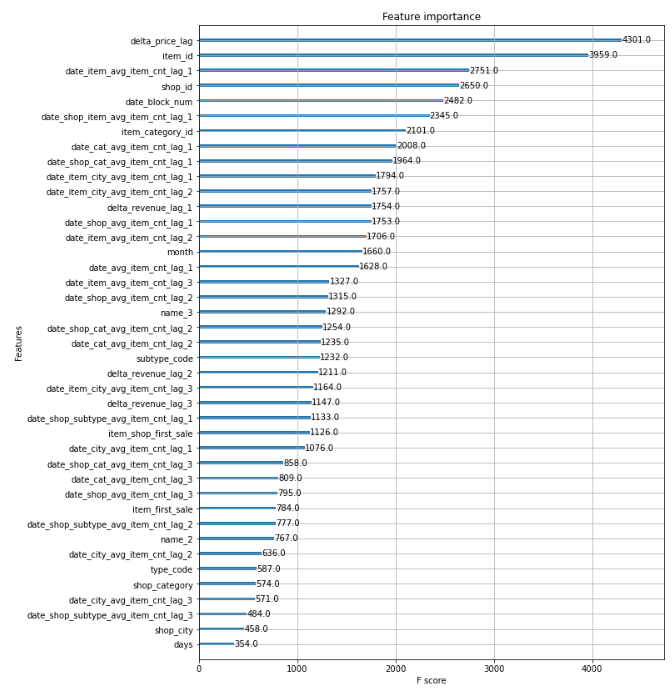 Feature importance
delta_price_lag 4301.0
item_id 3959.0
date_item_avg_item_cnt_lag_1 2751.0
shop_id 2650.0
date_block_num 2482.0
date_shop_item_avg_item_cnt_lag_1 2345.0
item_category_id 2101.0
date_cat_avg_item_cnt_lag_1 2008.0
date_shop_cat_avg_item_cnt_lag_1 1964.0
date_item_city_avg_item_cnt_lag_1 1794.0
date_item_city_avg_item_cnt_lag_2 1757.0
delta_revenue_lag_1 1754.0
date_shop_avg_item_cnt_lag_1 1753.0
date_item_avg_item_cnt_lag_2 1706.0
month 1660.0
date_avg_item_cnt_lag_1 1628.0
date_item_avg_item_cnt_lag_3 1327.0
date_shop_avg_item_cnt_lag_2 1315.0
name_3 1292.0
date_shop_cat_avg_item_cnt_lag_2 1254.0
date_cat_avg_item_cnt_lag_2 1235.0
subtype_code 1232.0
delta_revenue_lag_2 1211.0
date_item_city_avg_item_cnt_lag_3 1164.0
delta_revenue_lag_3 1147.0
date_shop_subtype_avg_item_cnt_lag_1 1133.0
item_shop_first_sale 1126.0
date_city_avg_item_cnt_lag_1 1076.0
date_shop_cat_avg_item_cnt_lag_3 858.0
date_cat_avg_item_cnt_lag_3 809.0
date_shop_avg_item_cnt_lag_3 795.0
item_first_sale 784.0
date_shop_subtype_avg_item_cnt_lag_2 777.0
name_2 767.0
date_city_avg_item_cnt_lag_2 636.0
type_code 587.0
shop_category 574.0
date_city_avg_item_cnt_lag_3 571.0
date_shop_subtype_avg_item_cnt_lag_3 484.0
shop_city 458.0
days 354.0
Features
0 1000 2000 3000 4000
F score